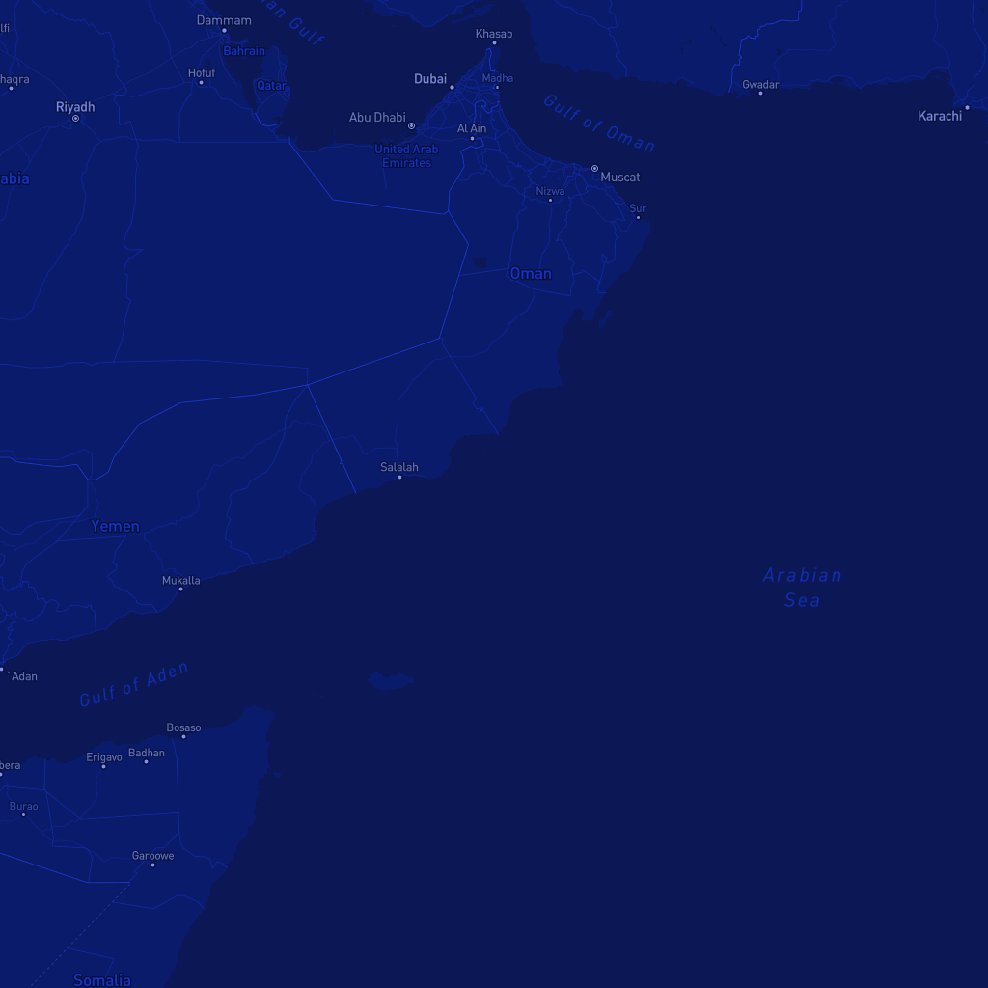 Dammam
an Gulf
Khasab
lfi
Bahrain
Hofuf
Dubai
Madha
haqra
Qatar
Gwadar
Riyadh
Abu Dhabi
Gulf of Oman
Karachi
Al Ain
United Arab
Emirates
abia
Muscat
Nizwa
Sur
Oman
Salalah
Yemen
Arabian
Sea
Mukalla
Adan
Gulf of Aden
Bosaso
Erigavo
Badhan
bera
Burao
Garoowe
Somalia